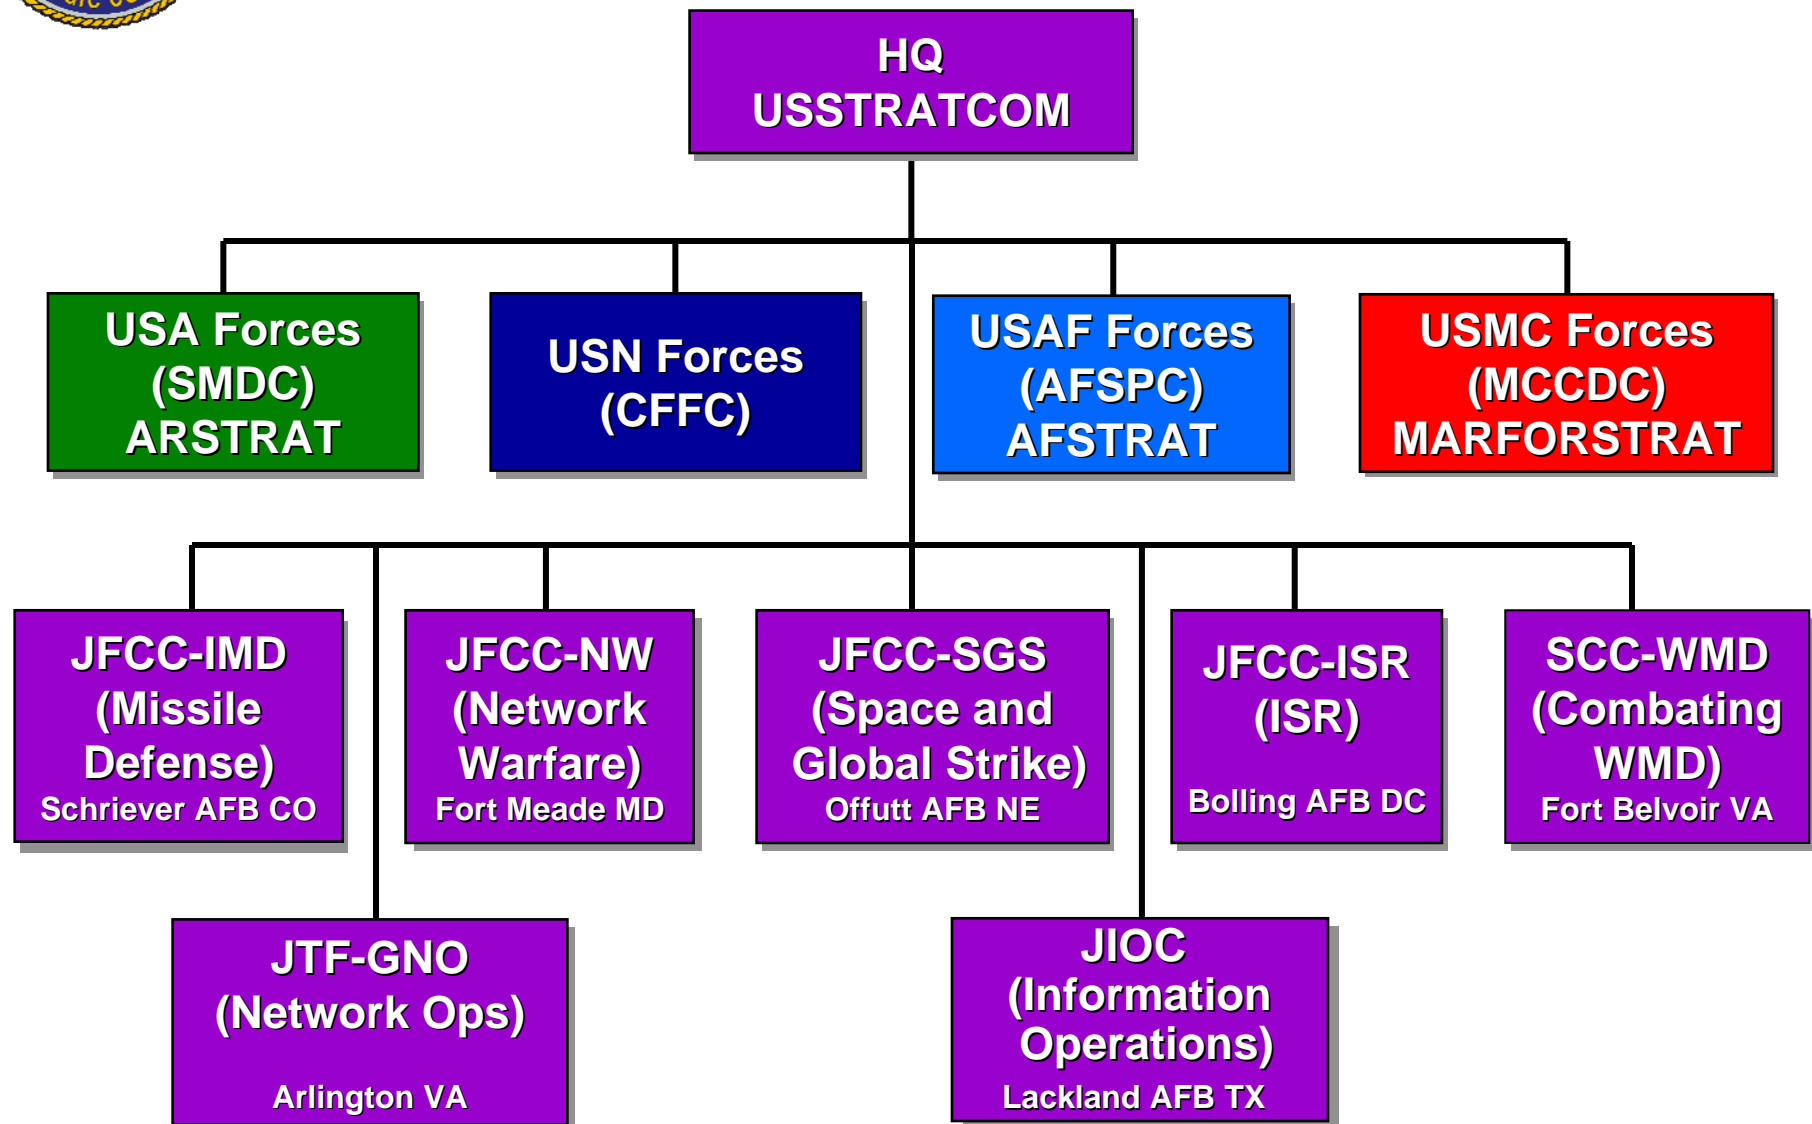 HQ
USSTRATCOM
USA Forces
(SMDC)
ARSTRAT
USN Forces
(CFFC)
USAF Forces
(AFSPC)
AFSTRAT
USMC Forces
(MCCDC)
MARFORSTRAT
JFCC-IMD
(Missile
Defense)
Schriever AFB CO
JFCC-NW
(Network
Warfare)
Fort Meade MD
JFCC-SGS
(Space and
Global Strike)
Offutt AFB NE
JFCC-ISR
(ISR)
Bolling AFB DC
SCC-WMD
(Combating
WMD)
Fort Belvoir VA
JTF-GNO
(Network Ops)
Arlington VA
JIOC
(Information
Operations)
Lackland AFB TX